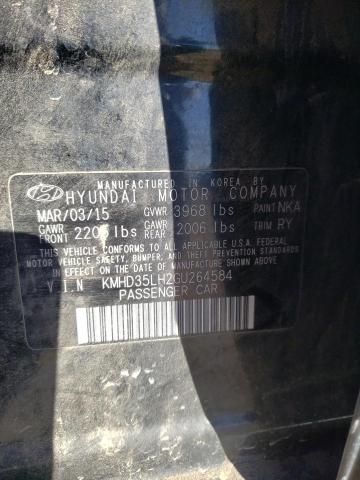 MANUFACTURED IN KOREA BY
HYUNDAI MOTOR COMPANY
MAR/03/15 GVWR 3968 lbs PAINT NKA
GAWR FRONT 2205 lbs GAWR REAR 2006 lbs TRIM RY
THIS VEHICLE CONFORMS TO ALL APPLICABLE U.S.A. FEDERAL
MOTOR VEHICLE SAFETY, BUMPER, AND THEFT PREVENTION STANDARDS
IN EFFECT ON THE DATE OF MANUFACTURE SHOWN ABOVE.
V I N KMHD35LH2GU264584
PASSENGER CAR